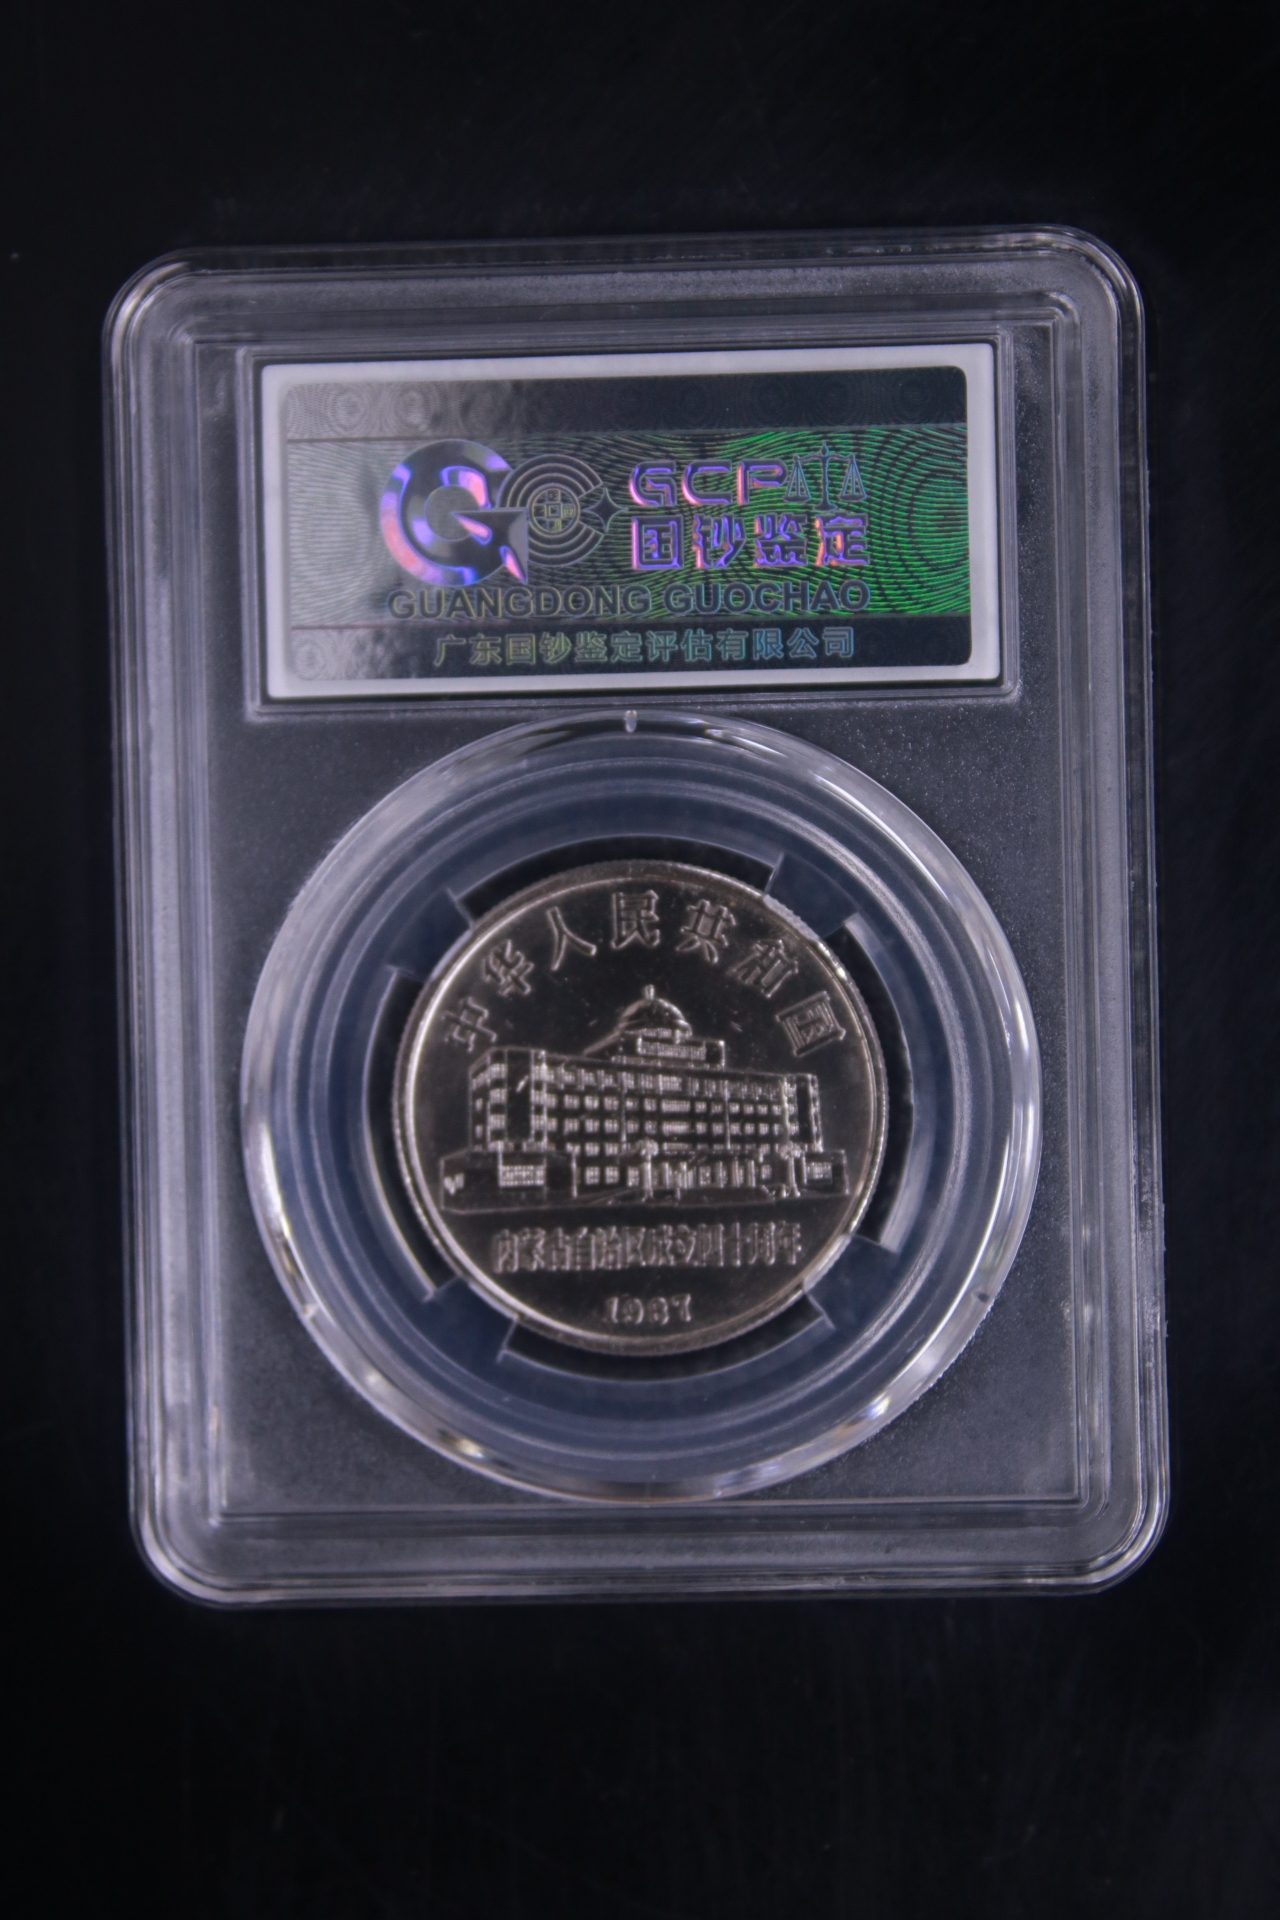 GCP
国钞鉴定
GUANGDONG GUOCHAO
广东国钞鉴定评估有限公司
中华人民共和国
内蒙古自治区成立四十周年
1987